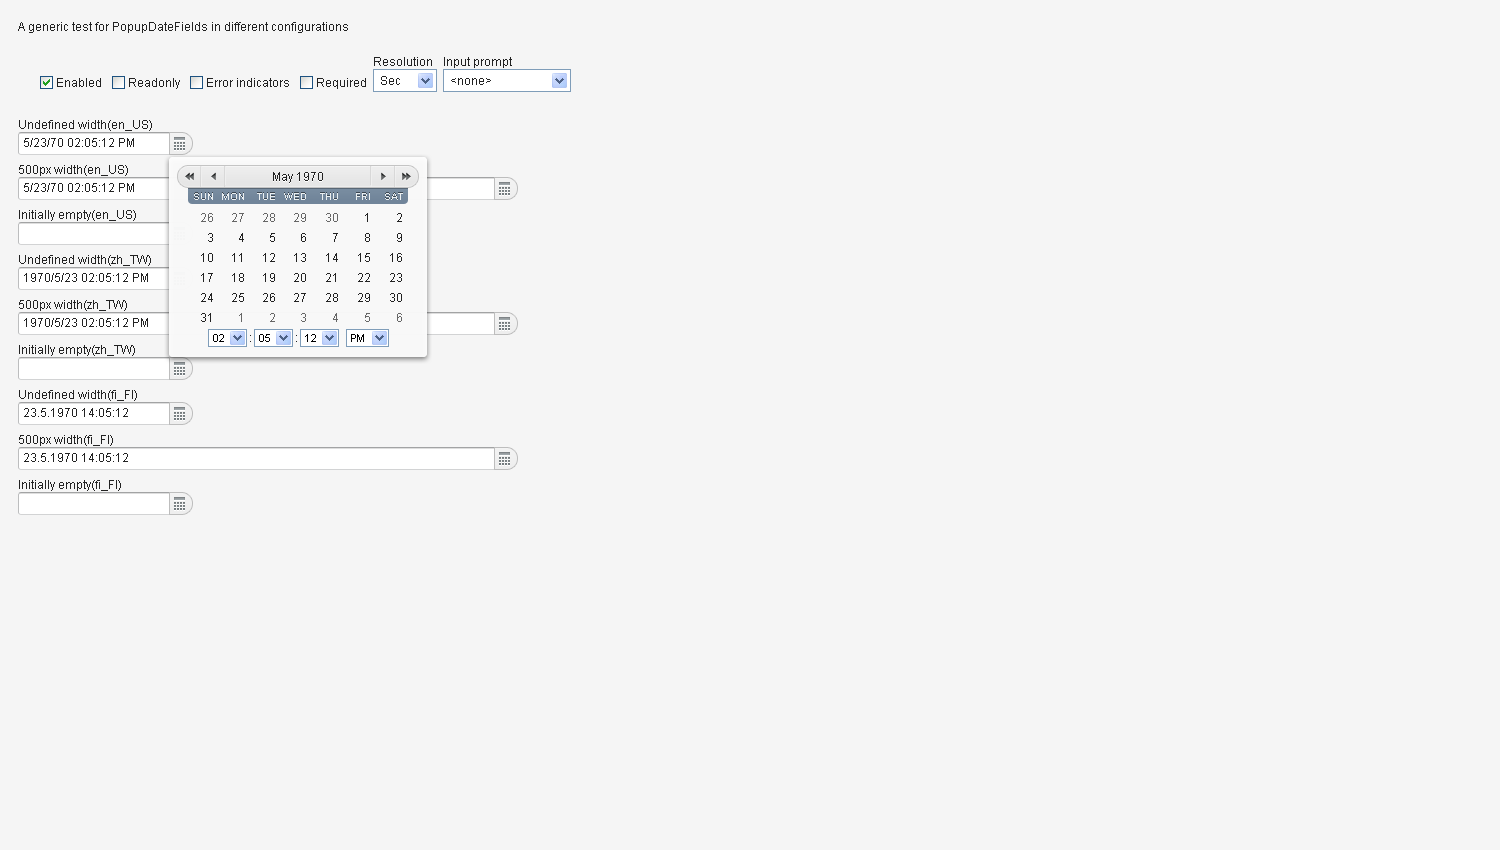 A generic test for PopupDateFields in different configurations
Resolution Input prompt
Enabled Readonly Error indicators Required Sec <none>
Undefined width(en_US)
5/23/70 02:05:12 PM
500px width(en_US)
5/23/70 02:05:12 PM
Initially empty(en_US)
Undefined width(zh_TW)
1970/5/23 02:05:12 PM
500px width(zh_TW)
1970/5/23 02:05:12 PM
Initially empty(zh_TW)
Undefined width(fi_FI)
23.5.1970 14:05:12
500px width(fi_FI)
23.5.1970 14:05:12
Initially empty(fi_FI)
May 1970
SUN MON TUE WED THU FRI SAT
26 27 28 29 30 1 2
3 4 5 6 7 8 9
10 11 12 13 14 15 16
17 18 19 20 21 22 23
24 25 26 27 28 29 30
31 1 2 3 4 5 6
02 : 05 : 12 PM